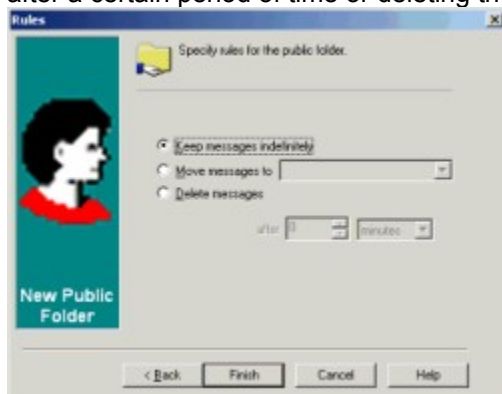 after a certain period of time or deleting th
Rules
Specify rules for the public folder.
Keep messages indefinitely
Move messages to
Delete messages
after 0 minutes
New Public
Folder
< Back Finish Cancel Help